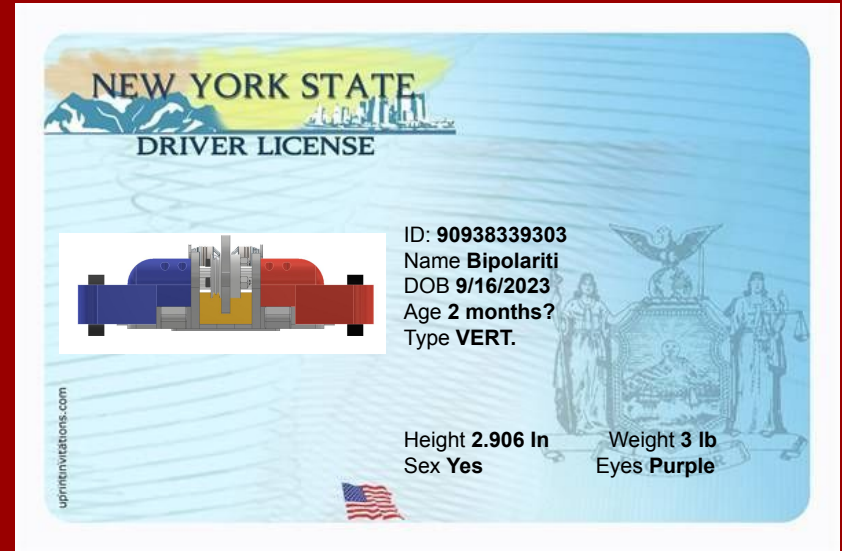 NEW YORK STATE
DRIVER LICENSE
ID: 90938339303
Name Bipolariti
DOB 9/16/2023
Age 2 months?
Type VERT.
Height 2.906 In Weight 3 lb
Sex Yes Eyes Purple
uprintinvitations.com